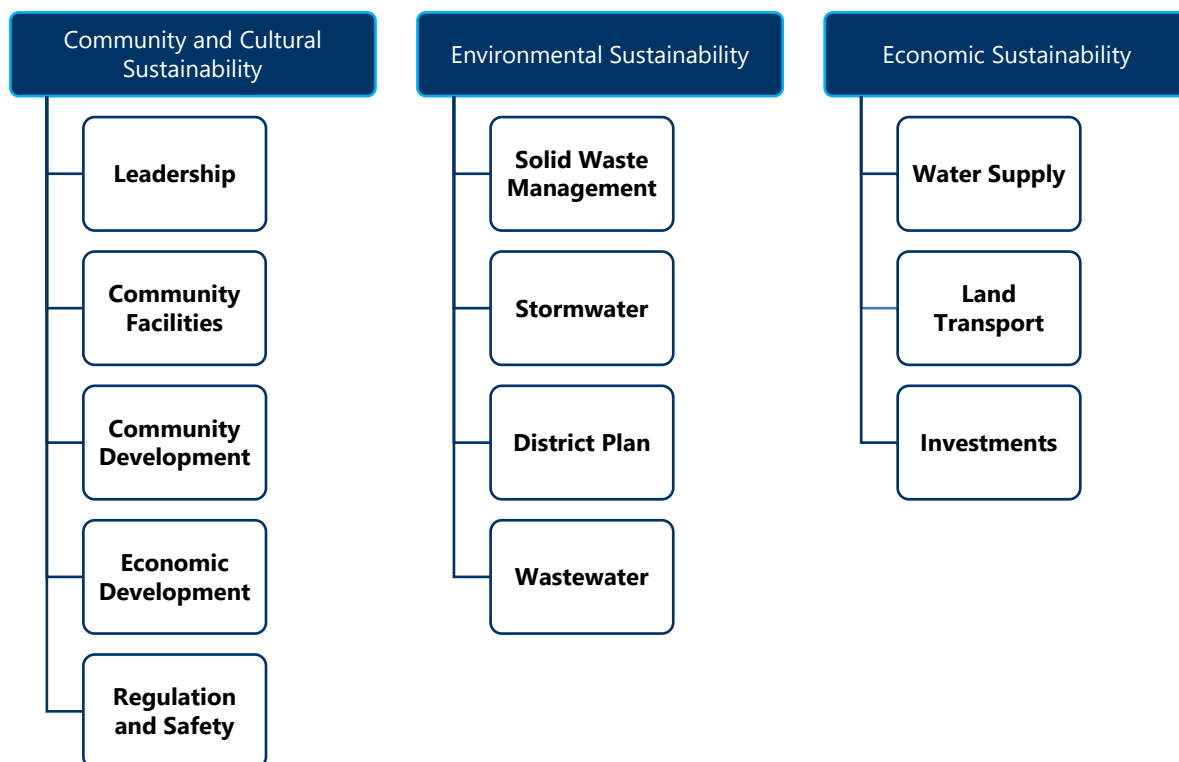 Community and Cultural
Sustainability
Leadership
Community
Facilities
Community
Development
Economic
Development
Regulation
and Safety
Environmental Sustainability
Solid Waste
Management
Stormwater
District Plan
Wastewater
Economic Sustainability
Water Supply
Land
Transport
Investments